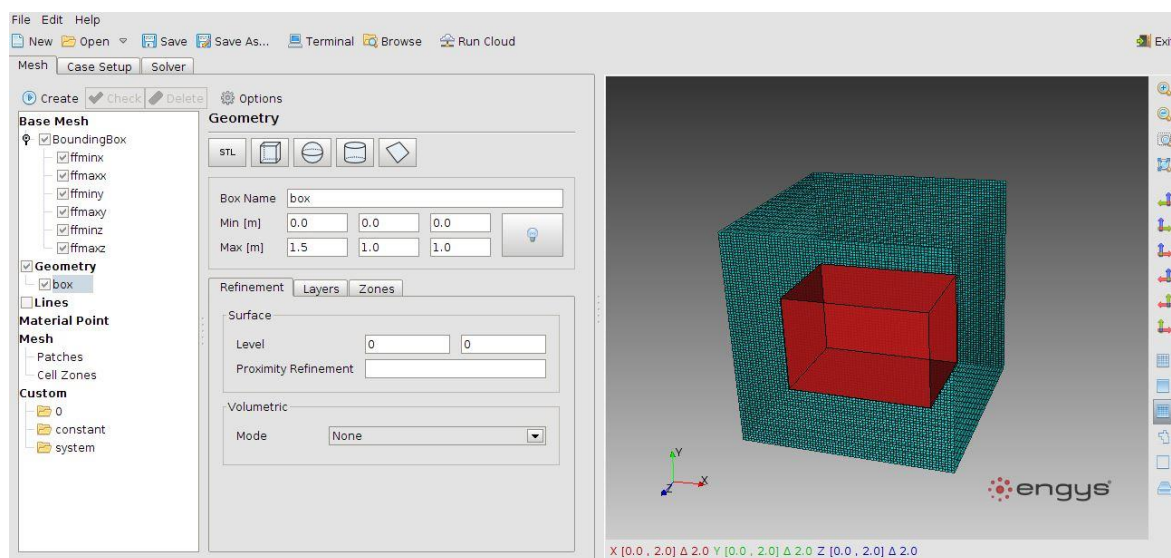 File Edit Help
New Open Save Save As... Terminal Browse Run Cloud Exi
Mesh Case Setup Solver
Create Check Delete Options
Base Mesh
BoundingBox
ffminx
ffmaxx
ffminy
ffmaxy
ffminz
ffmaxz
Geometry
box
Lines
Material Point
Mesh
Patches
Cell Zones
Custom
0
constant
system
Geometry
STL
Box Name box
Min [m] 0.0 0.0 0.0
Max [m] 1.5 1.0 1.0
Refinement Layers Zones
Surface
Level 0 0
Proximity Refinement
Volumetric
Mode None
Y
Z X
engys
X [0.0 , 2.0] Δ 2.0 Y [0.0 , 2.0] Δ 2.0 Z [0.0 , 2.0] Δ 2.0